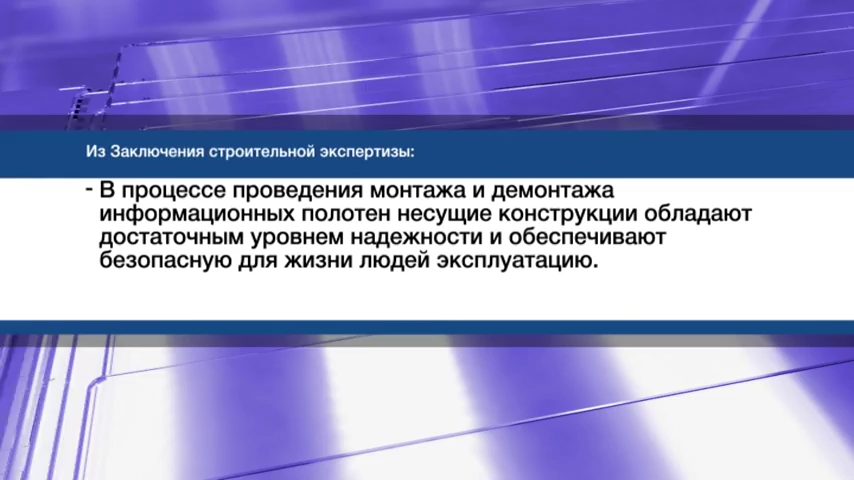 Из Заключения строительной экспертизы:
- В процессе проведения монтажа и демонтажа
информационных полотен несущие конструкции обладают
достаточным уровнем надежности и обеспечивают
безопасную для жизни людей эксплуатацию.